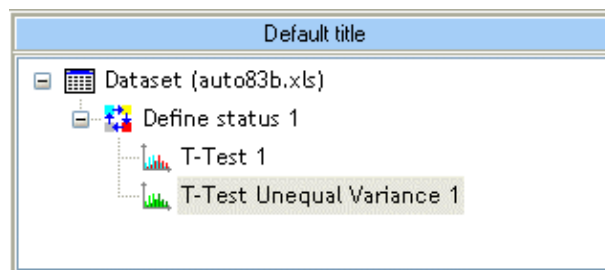 Default title
Dataset (auto83b.xls)
Define status 1
T-Test 1
T-Test Unequal Variance 1